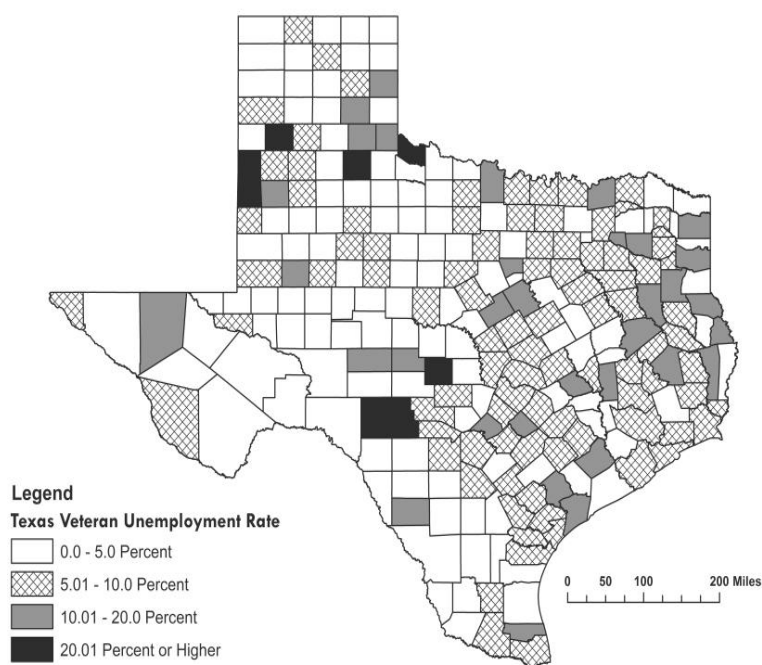 Legend
Texas Veteran Unemployment Rate
0.0 - 5.0 Percent
5.01 - 10.0 Percent
10.01 - 20.0 Percent
20.01 Percent or Higher
0 50 100 200 Miles